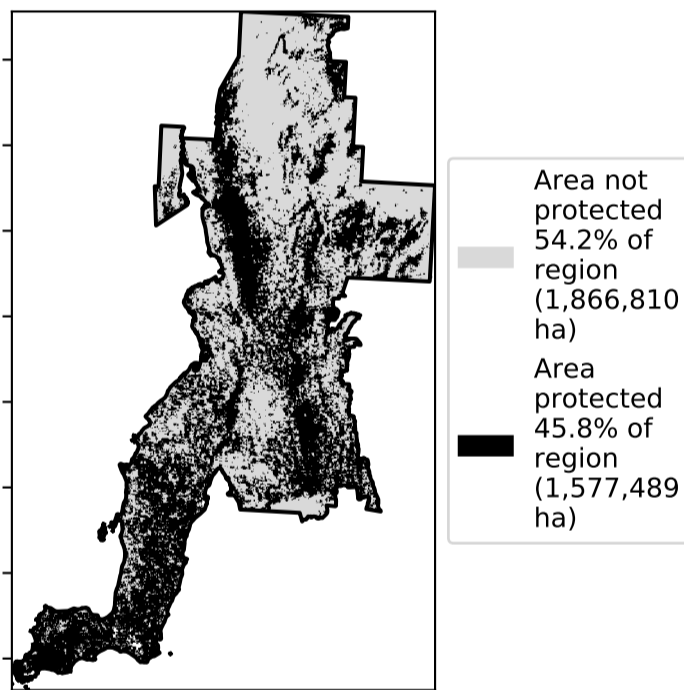 Area not
protected
54.2% of
region
(1,866,810
ha)
Area
protected
45.8% of
region
(1,577,489
ha)